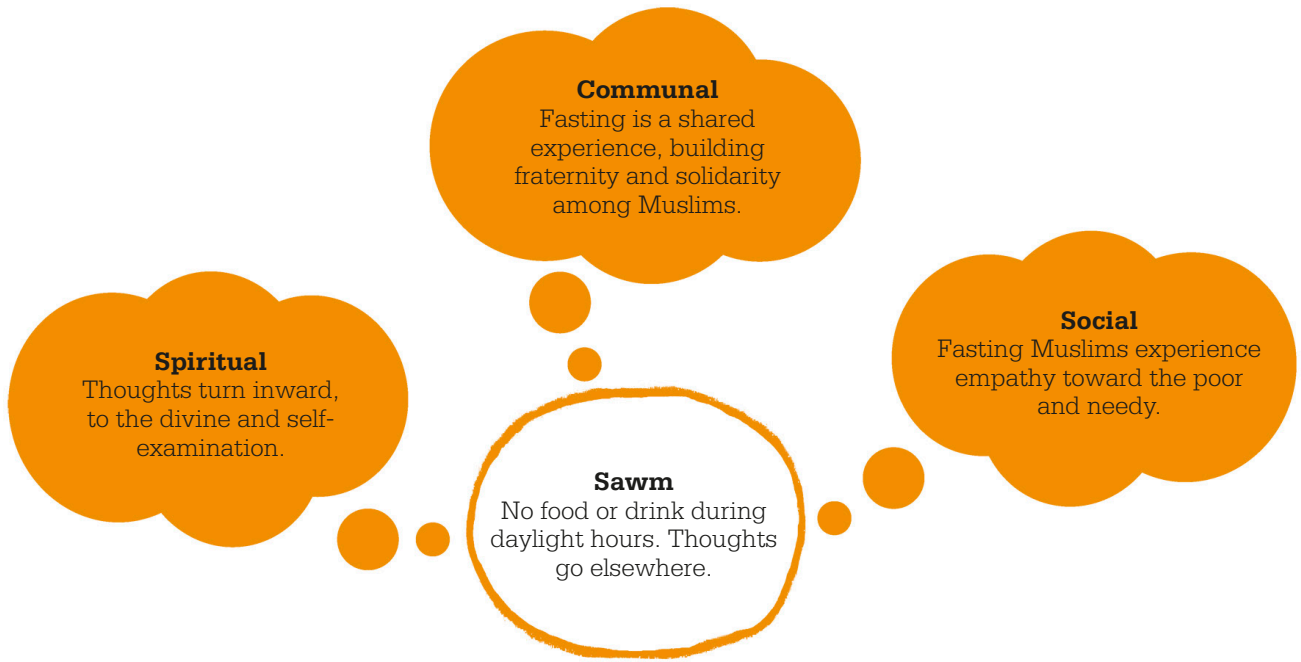 Communal
Fasting is a shared
experience, building
fraternity and solidarity
among Muslims.
Social
Fasting Muslims experience
empathy toward the poor
and needy.
Spiritual
Thoughts turn inward,
to the divine and self-
examination.
Sawm
No food or drink during
daylight hours. Thoughts
go elsewhere.